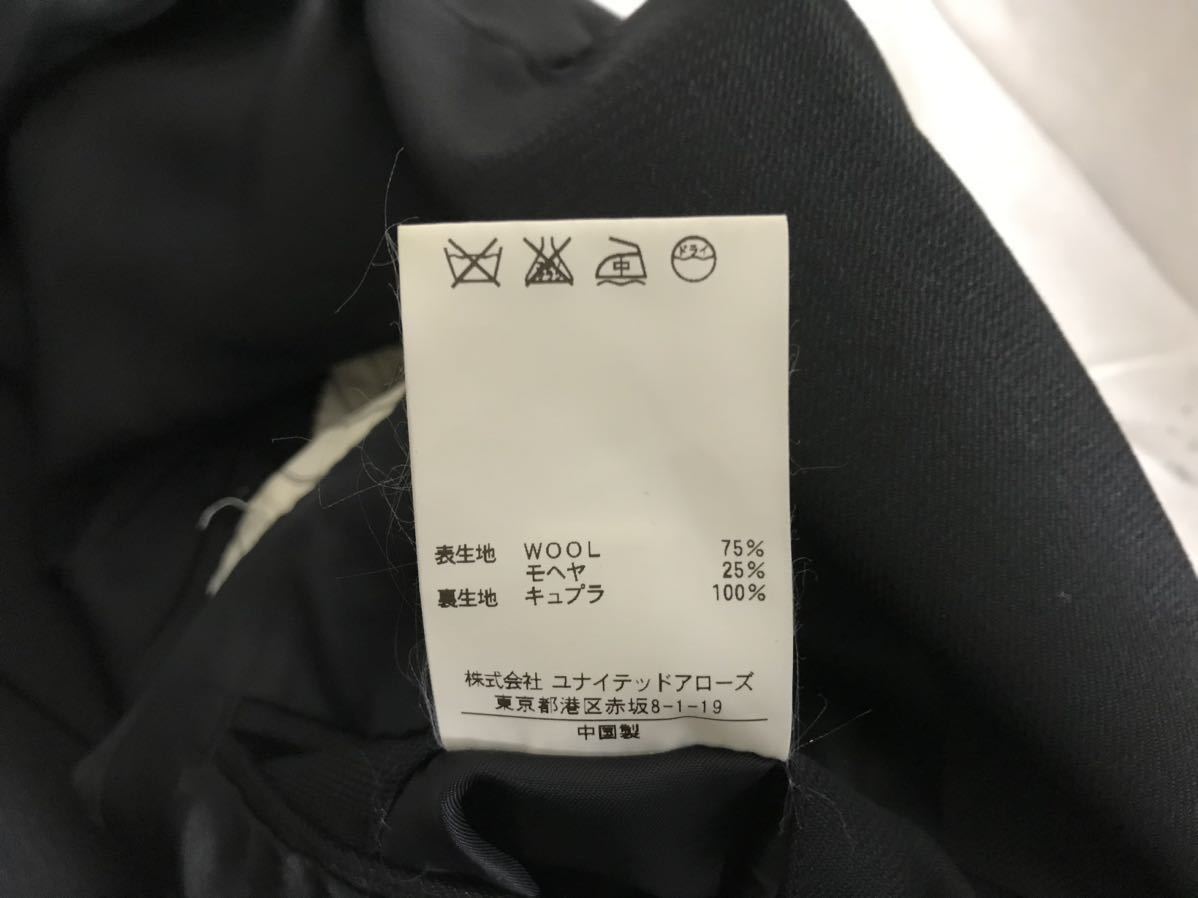 中 ドライ
表生地 WOOL 75%
モヘヤ 25%
裏生地 キュプラ 100%
株式会社 ユナイテッドアローズ
東京都港区赤坂8-1-19
中国製